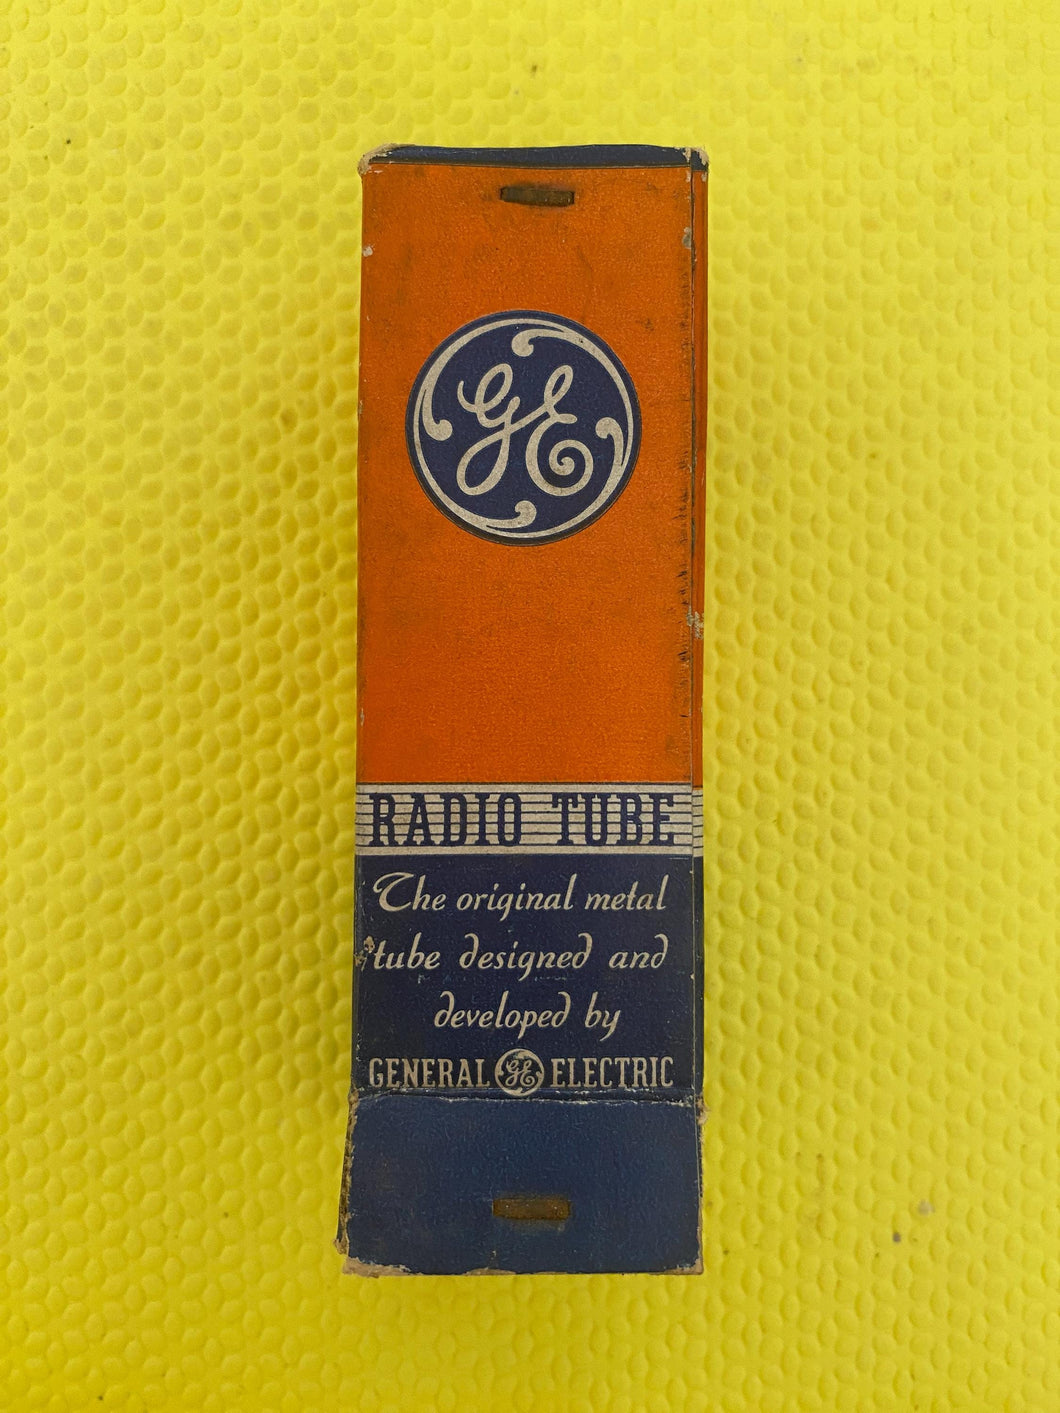 GE
RADIO TUBE
The original metal
tube designed and
developed by
GENERAL GE ELECTRIC